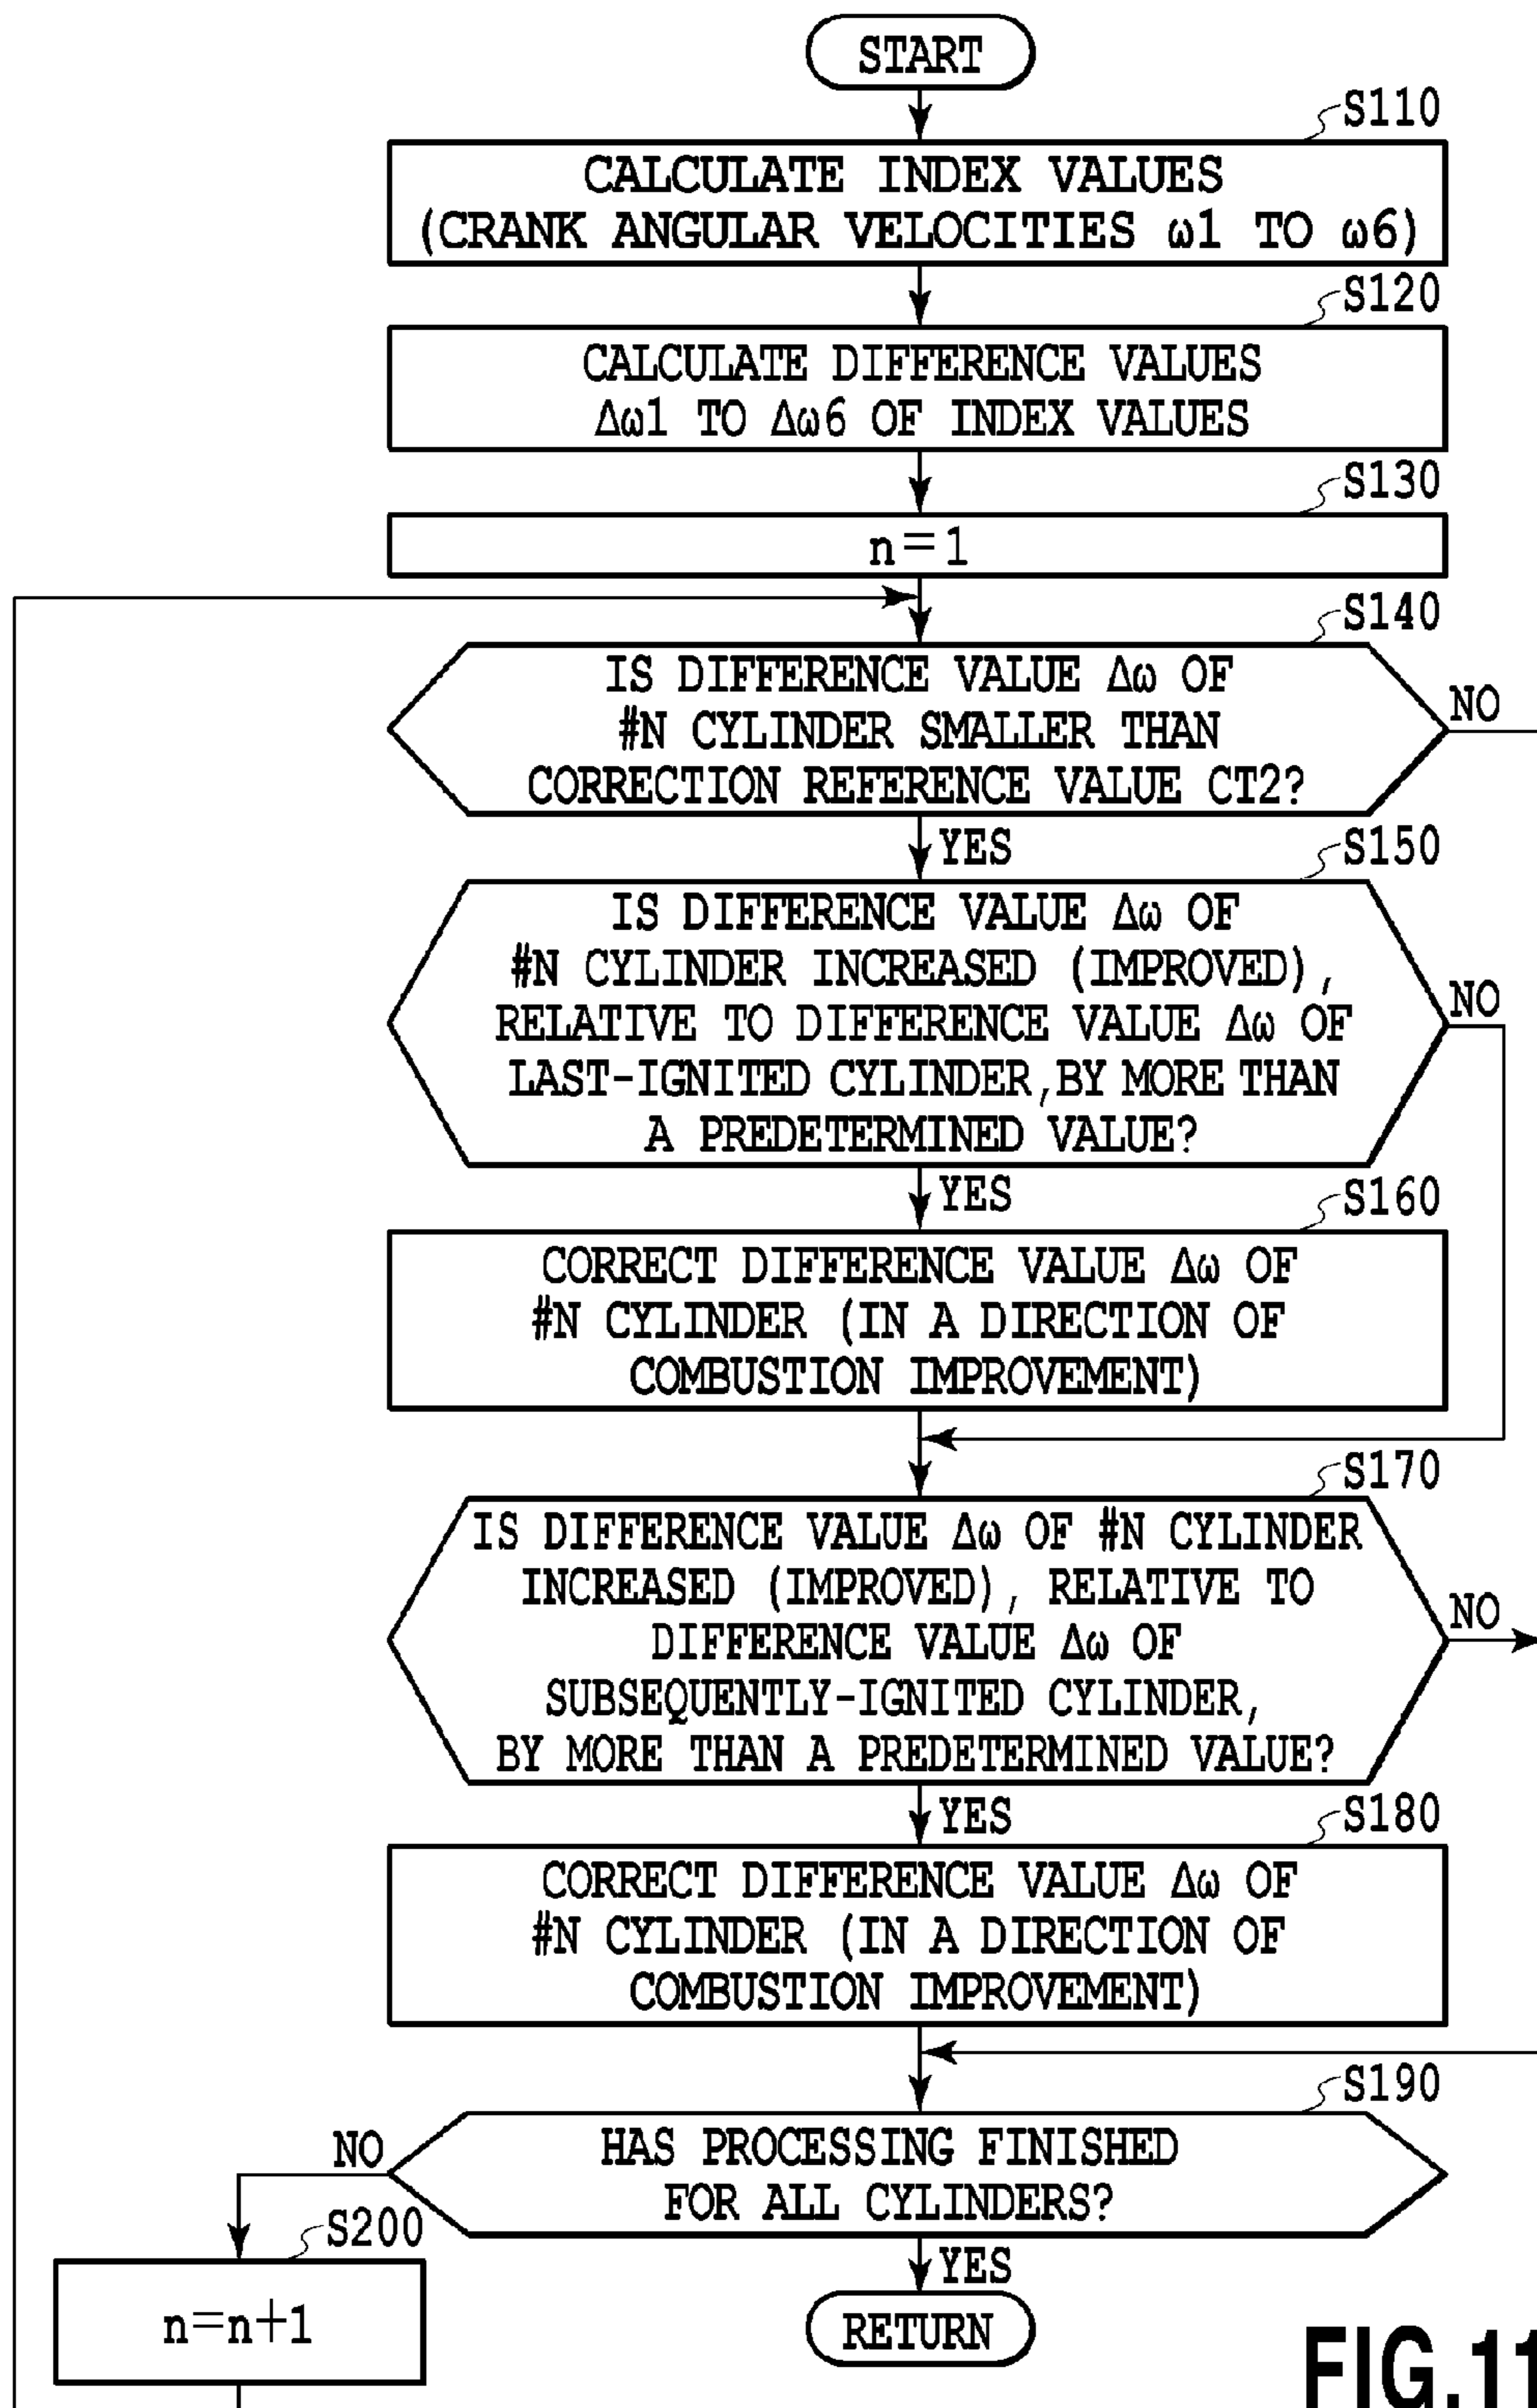 START
S110
CALCULATE INDEX VALUES
(CRANK ANGULAR VELOCITIES ω1 TO ω6)
S120
CALCULATE DIFFERENCE VALUES
Δω1 TO Δω6 OF INDEX VALUES
S130
n=1
S140
IS DIFFERENCE VALUE Δω OF
#N CYLINDER SMALLER THAN
CORRECTION REFERENCE VALUE CT2?
NO
YES
S150
IS DIFFERENCE VALUE Δω OF
#N CYLINDER INCREASED (IMPROVED),
RELATIVE TO DIFFERENCE VALUE Δω OF
LAST-IGNITED CYLINDER,BY MORE THAN
A PREDETERMINED VALUE?
NO
YES
S160
CORRECT DIFFERENCE VALUE Δω OF
#N CYLINDER (IN A DIRECTION OF
COMBUSTION IMPROVEMENT)
S170
IS DIFFERENCE VALUE Δω OF #N CYLINDER
INCREASED (IMPROVED), RELATIVE TO
DIFFERENCE VALUE Δω OF
SUBSEQUENTLY-IGNITED CYLINDER,
BY MORE THAN A PREDETERMINED VALUE?
NO
YES
S180
CORRECT DIFFERENCE VALUE Δω OF
#N CYLINDER (IN A DIRECTION OF
COMBUSTION IMPROVEMENT)
S190
HAS PROCESSING FINISHED
FOR ALL CYLINDERS?
NO
YES
S200
n=n+1
RETURN
FIG.11